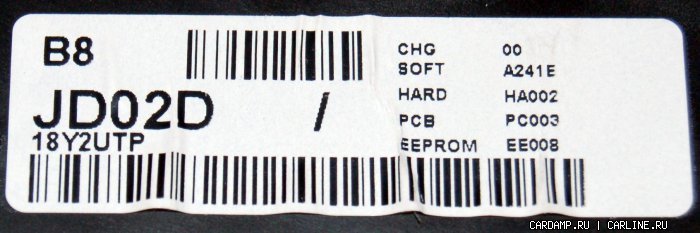 B8
JD02D /
18Y2UTP
CHG 00
SOFT A241E
HARD HA002
PCB PC003
EEPROM EE008
CARDAMP.RU | CARLINE.RU